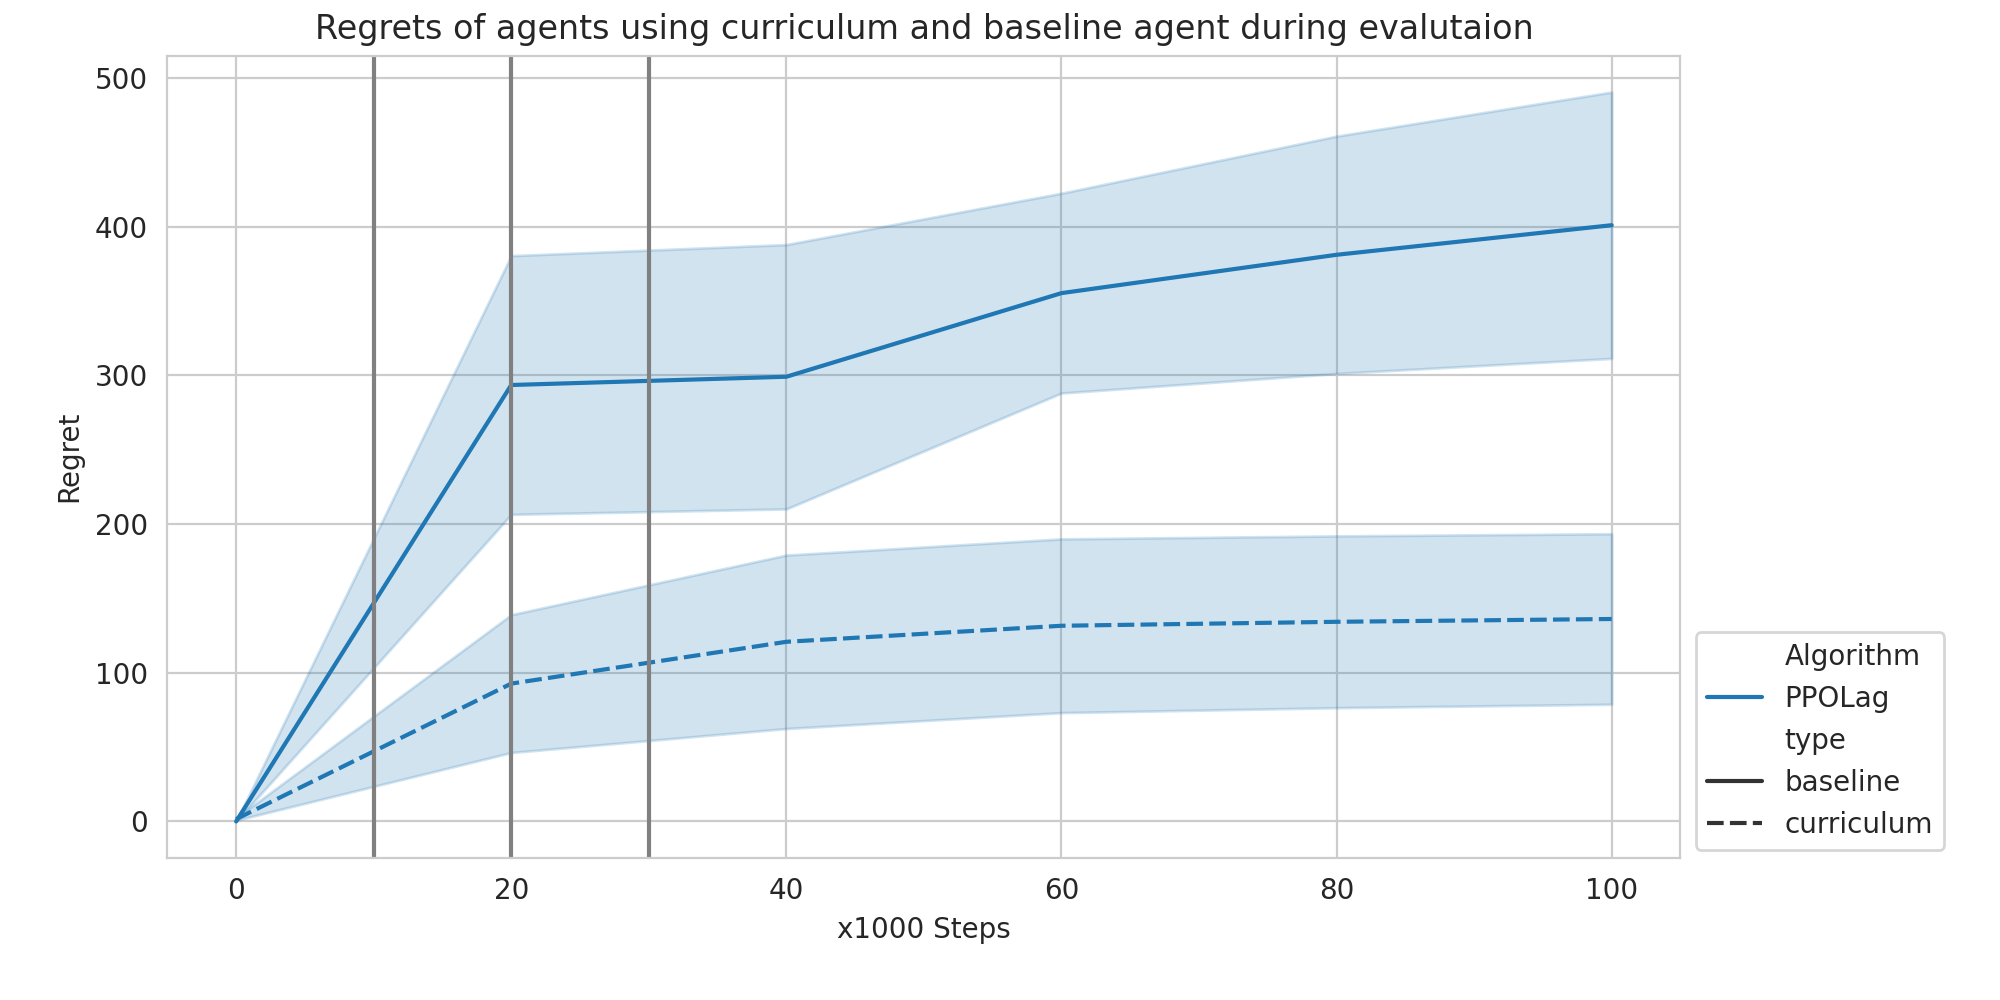 Regrets of agents using curriculum and baseline agent during evalutaion
500
400
300
200
100
0
Regret
0 20 40 60 80 100
x1000 Steps
Algorithm
PPOLag
type
baseline
curriculum